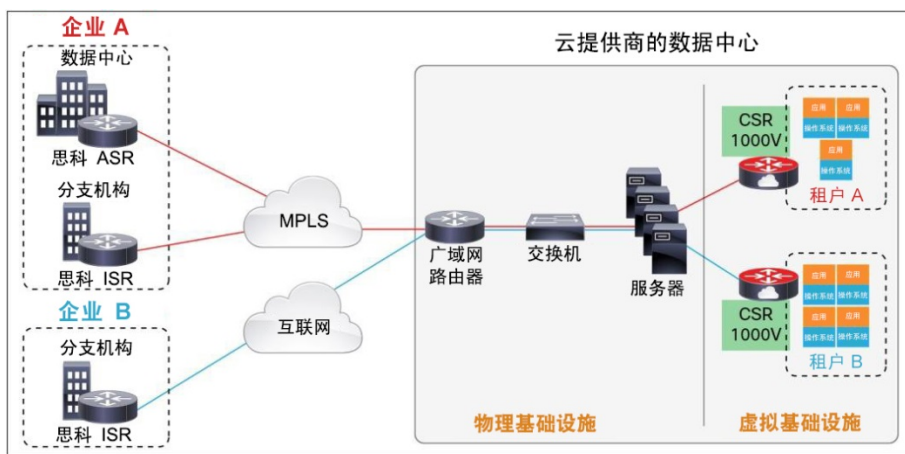 企业 A
数据中心
思科 ASR
分支机构
思科 ISR
企业 B
分支机构
思科 ISR
MPLS
互联网
云提供商的数据中心
广域网
路由器
交换机
服务器
物理基础设施
CSR
1000V
应用
应用
操作系统
操作系统
应用
操作系统
租户 A
CSR
1000V
应用
应用
操作系统
操作系统
应用
应用
操作系统
操作系统
租户 B
虚拟基础设施